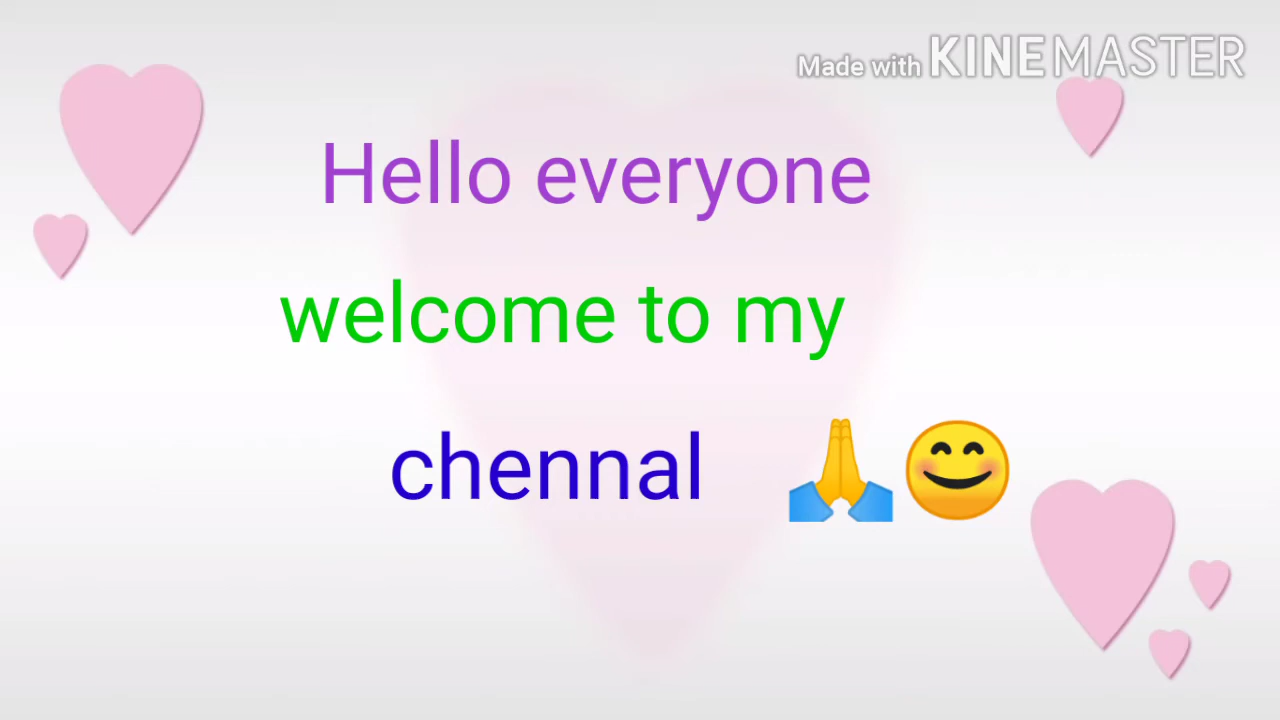 Made with KINEMASTER
Hello everyone
welcome to my
chennal 🙏😊